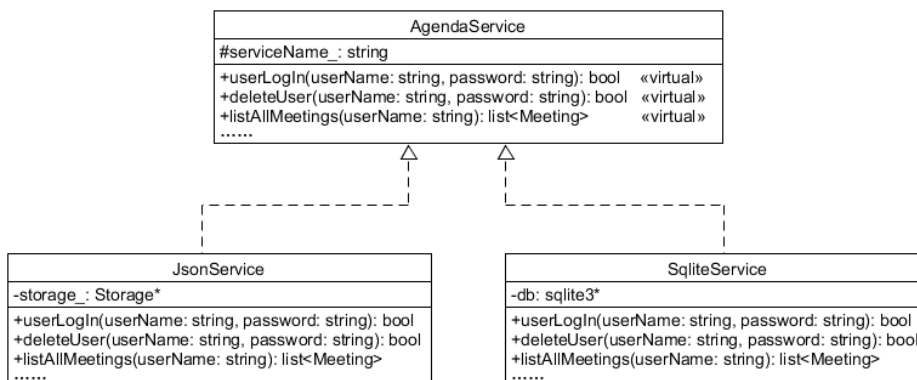 AgendaService
#serviceName_: string
+userLogIn(userName: string, password: string): bool «virtual»
+deleteUser(userName: string, password: string): bool «virtual»
+listAllMeetings(userName: string): list<Meeting> «virtual»
......
JsonService
-storage_: Storage*
+userLogIn(userName: string, password: string): bool
+deleteUser(userName: string, password: string): bool
+listAllMeetings(userName: string): list<Meeting>
......
SqliteService
-db: sqlite3*
+userLogIn(userName: string, password: string): bool
+deleteUser(userName: string, password: string): bool
+listAllMeetings(userName: string): list<Meeting>
......